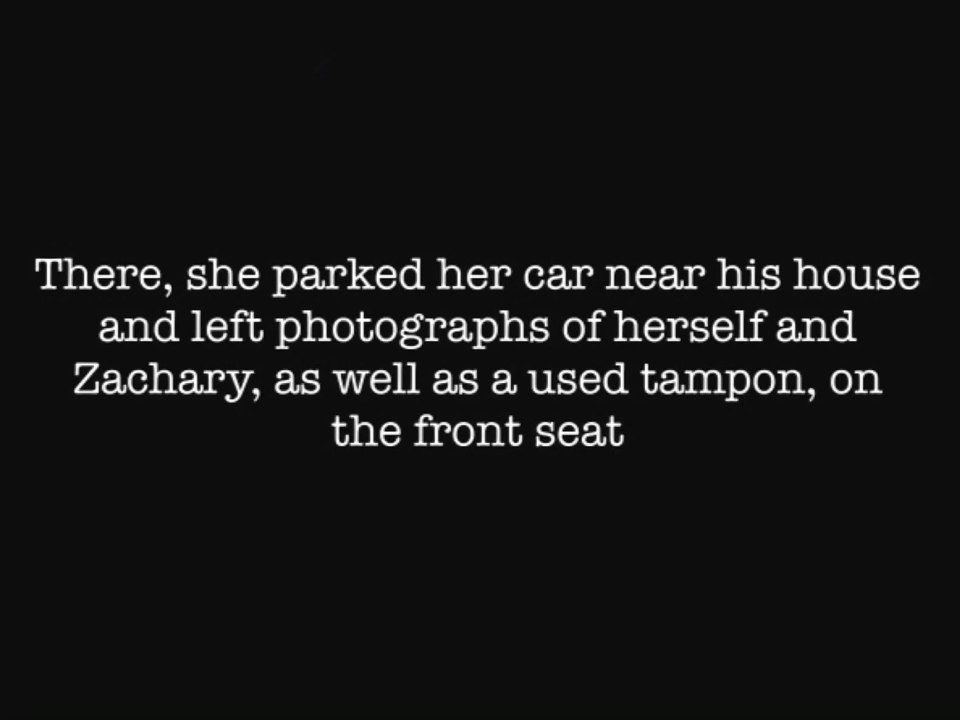 There, she parked her car near his house
and left photographs of herself and
Zachary, as well as a used tampon, on
the front seat